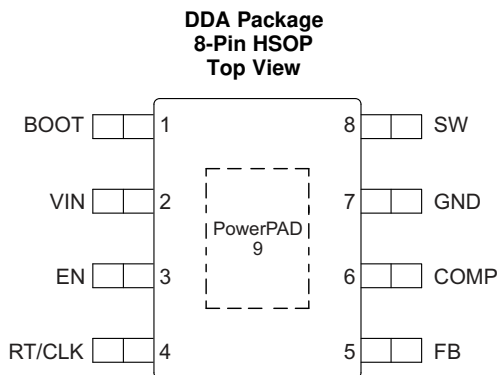 DDA Package
8-Pin HSOP
Top View
BOOT 1 8 SW
VIN 2 7 GND
PowerPAD
9
EN 3 6 COMP
RT/CLK 4 5 FB